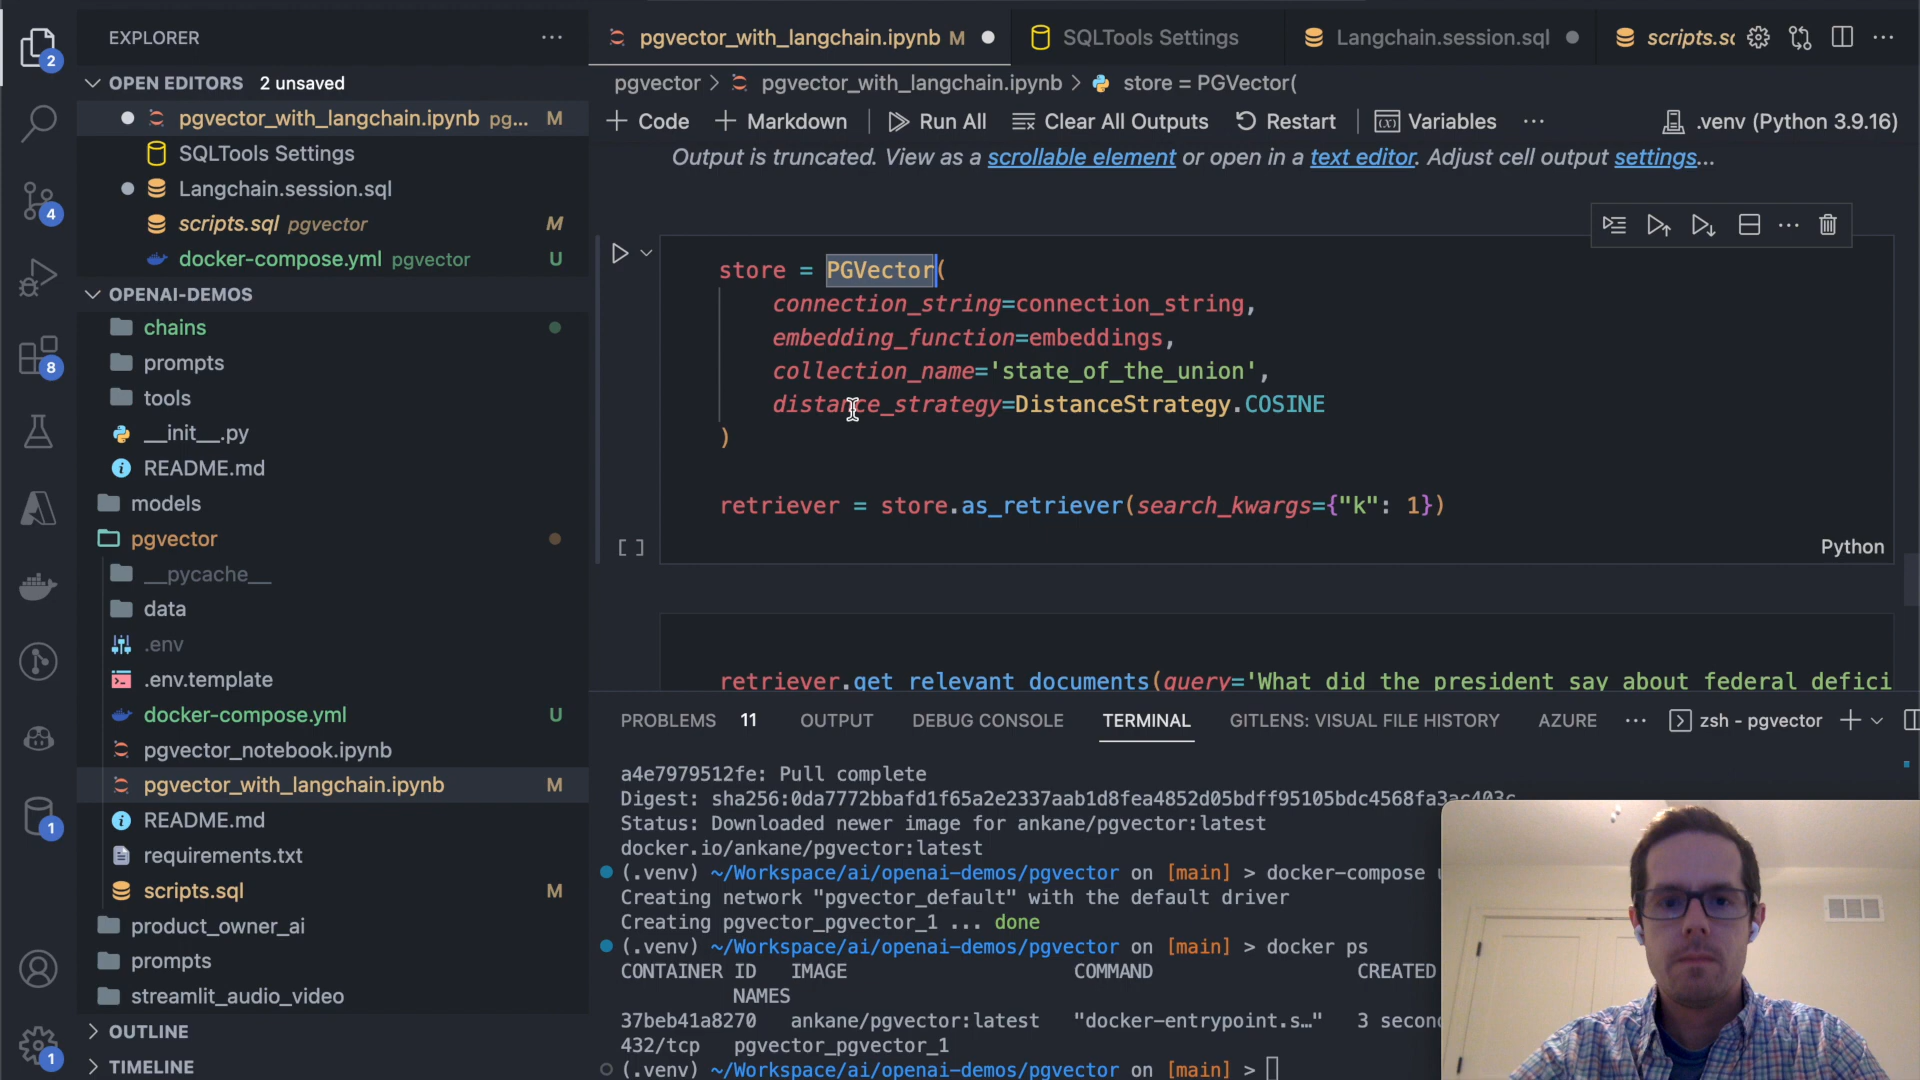 EXPLORER
OPEN EDITORS 2 unsaved
pgvector_with_langchain.ipynb pg... M
SQLTools Settings
Langchain.session.sql
scripts.sql pgvector M
docker-compose.yml pgvector U
OPENAI-DEMOS
chains
prompts
tools
__init__.py
README.md
models
pgvector
__pycache__
data
.env
.env.template
docker-compose.yml U
pgvector_notebook.ipynb
pgvector_with_langchain.ipynb M
README.md
requirements.txt
scripts.sql M
product_owner_ai
prompts
streamlit_audio_video
OUTLINE
TIMELINE
2
4
8
1
1
pgvector_with_langchain.ipynb M
SQLTools Settings
Langchain.session.sql
scripts.s
pgvector > pgvector_with_langchain.ipynb > store = PGVector(
+ Code + Markdown Run All Clear All Outputs Restart Variables ... .venv (Python 3.9.16)
Output is truncated. View as a scrollable element or open in a text editor. Adjust cell output settings...
store = PGVector(
connection_string=connection_string,
embedding_function=embeddings,
collection_name='state_of_the_union',
distance_strategy=DistanceStrategy.COSINE
)
retriever = store.as_retriever(search_kwargs={"k": 1})
[ ]
Python
retriever.get_relevant_documents(query='What did the president say about federal defici
PROBLEMS 11 OUTPUT DEBUG CONSOLE TERMINAL GITLENS: VISUAL FILE HISTORY AZURE ... zsh - pgvector
a4e7979512fe: Pull complete
Digest: sha256:0da7772bbafd1f65a2e2337aab1d8fea4852d05bdff95105bdc4568fa3ac403c
Status: Downloaded newer image for ankane/pgvector:latest
docker.io/ankane/pgvector:latest
(.venv) ~/Workspace/ai/openai-demos/pgvector on [main] > docker-compose
Creating network "pgvector_default" with the default driver
Creating pgvector_pgvector_1 ... done
(.venv) ~/Workspace/ai/openai-demos/pgvector on [main] > docker ps
CONTAINER ID IMAGE COMMAND CREATED
NAMES
37beb41a8270 ankane/pgvector:latest "docker-entrypoint.s…" 3 secon
432/tcp pgvector_pgvector_1
(.venv) ~/Workspace/ai/openai-demos/pgvector on [main] >